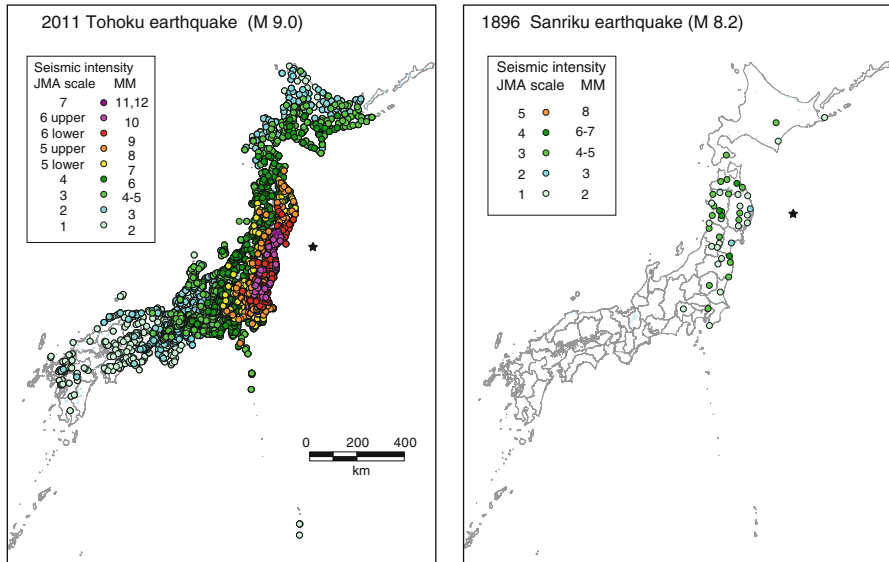 2011 Tohoku earthquake (M 9.0)
Seismic intensity
JMA scale MM
7 11,12
6 upper 10
6 lower 9
5 upper 8
5 lower 7
4 6
3 4-5
2 3
1 2
0 200 400
km
1896 Sanriku earthquake (M 8.2)
Seismic intensity
JMA scale MM
5 8
4 6-7
3 4-5
2 3
1 2